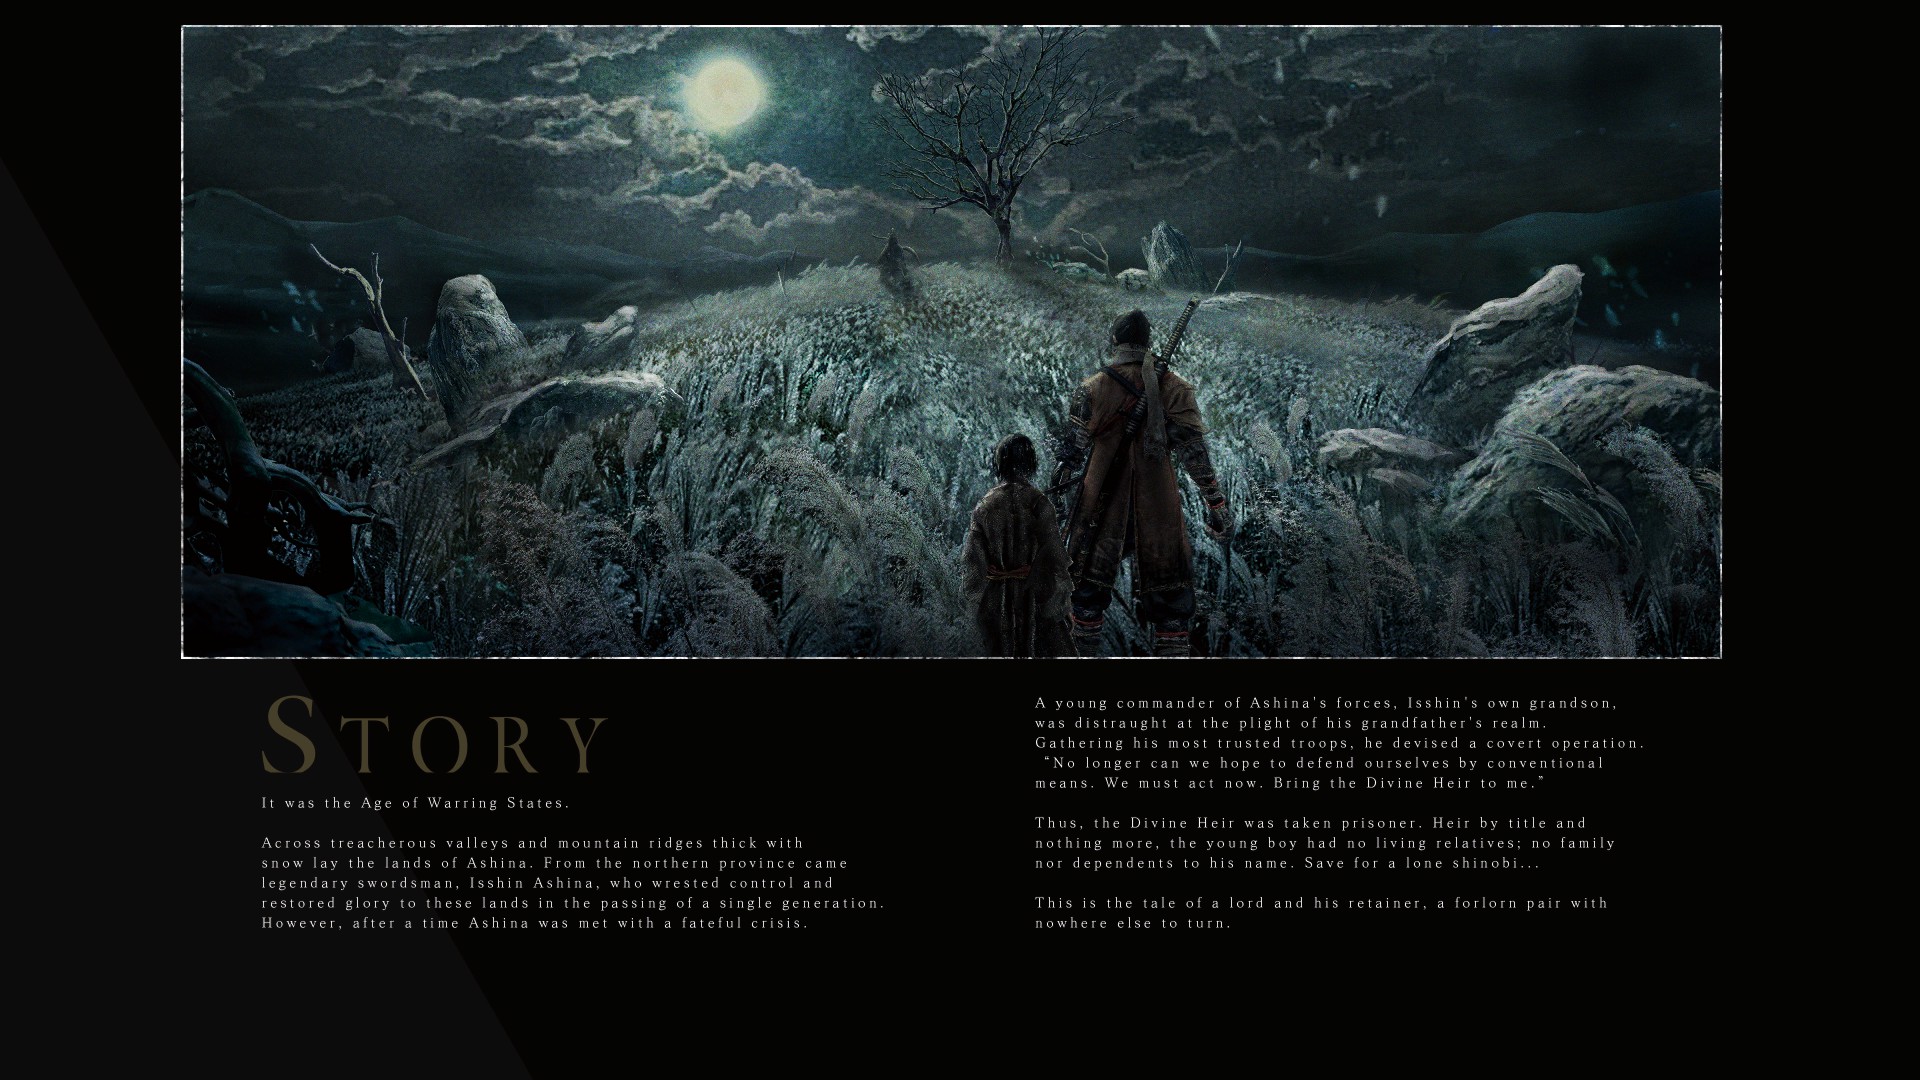 STORY
It was the Age of Warring States.
Across treacherous valleys and mountain ridges thick with
snow lay the lands of Ashina. From the northern province came
legendary swordsman, Isshin Ashina, who wrested control and
restored glory to these lands in the passing of a single generation.
However, after a time Ashina was met with a fateful crisis.
A young commander of Ashina's forces, Isshin's own grandson,
was distraught at the plight of his grandfather's realm.
Gathering his most trusted troops, he devised a covert operation.
“No longer can we hope to defend ourselves by conventional
means. We must act now. Bring the Divine Heir to me.”
Thus, the Divine Heir was taken prisoner. Heir by title and
nothing more, the young boy had no living relatives; no family
nor dependents to his name. Save for a lone shinobi...
This is the tale of a lord and his retainer, a forlorn pair with
nowhere else to turn.